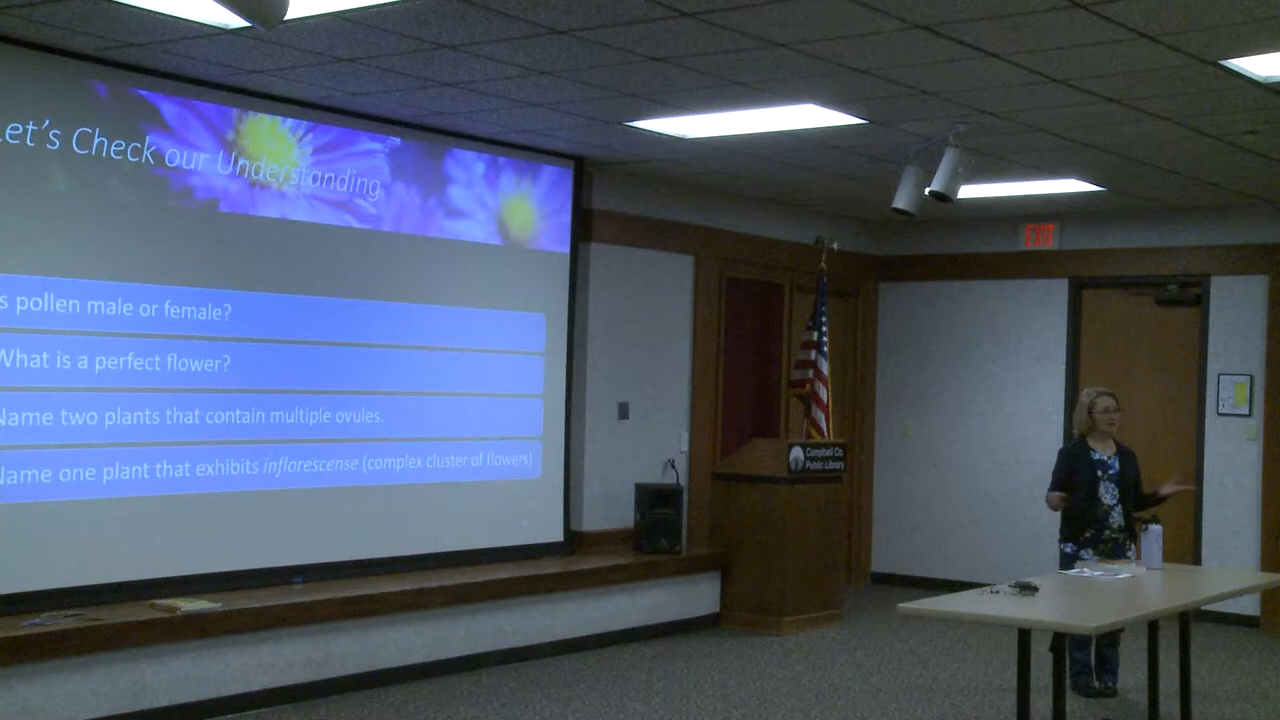 Let's Check our Understanding
s pollen male or female?
What is a perfect flower?
Name two plants that contain multiple ovules.
Name one plant that exhibits inflorescense (complex cluster of flowers)
EXIT
Campbell Co.
Public Library